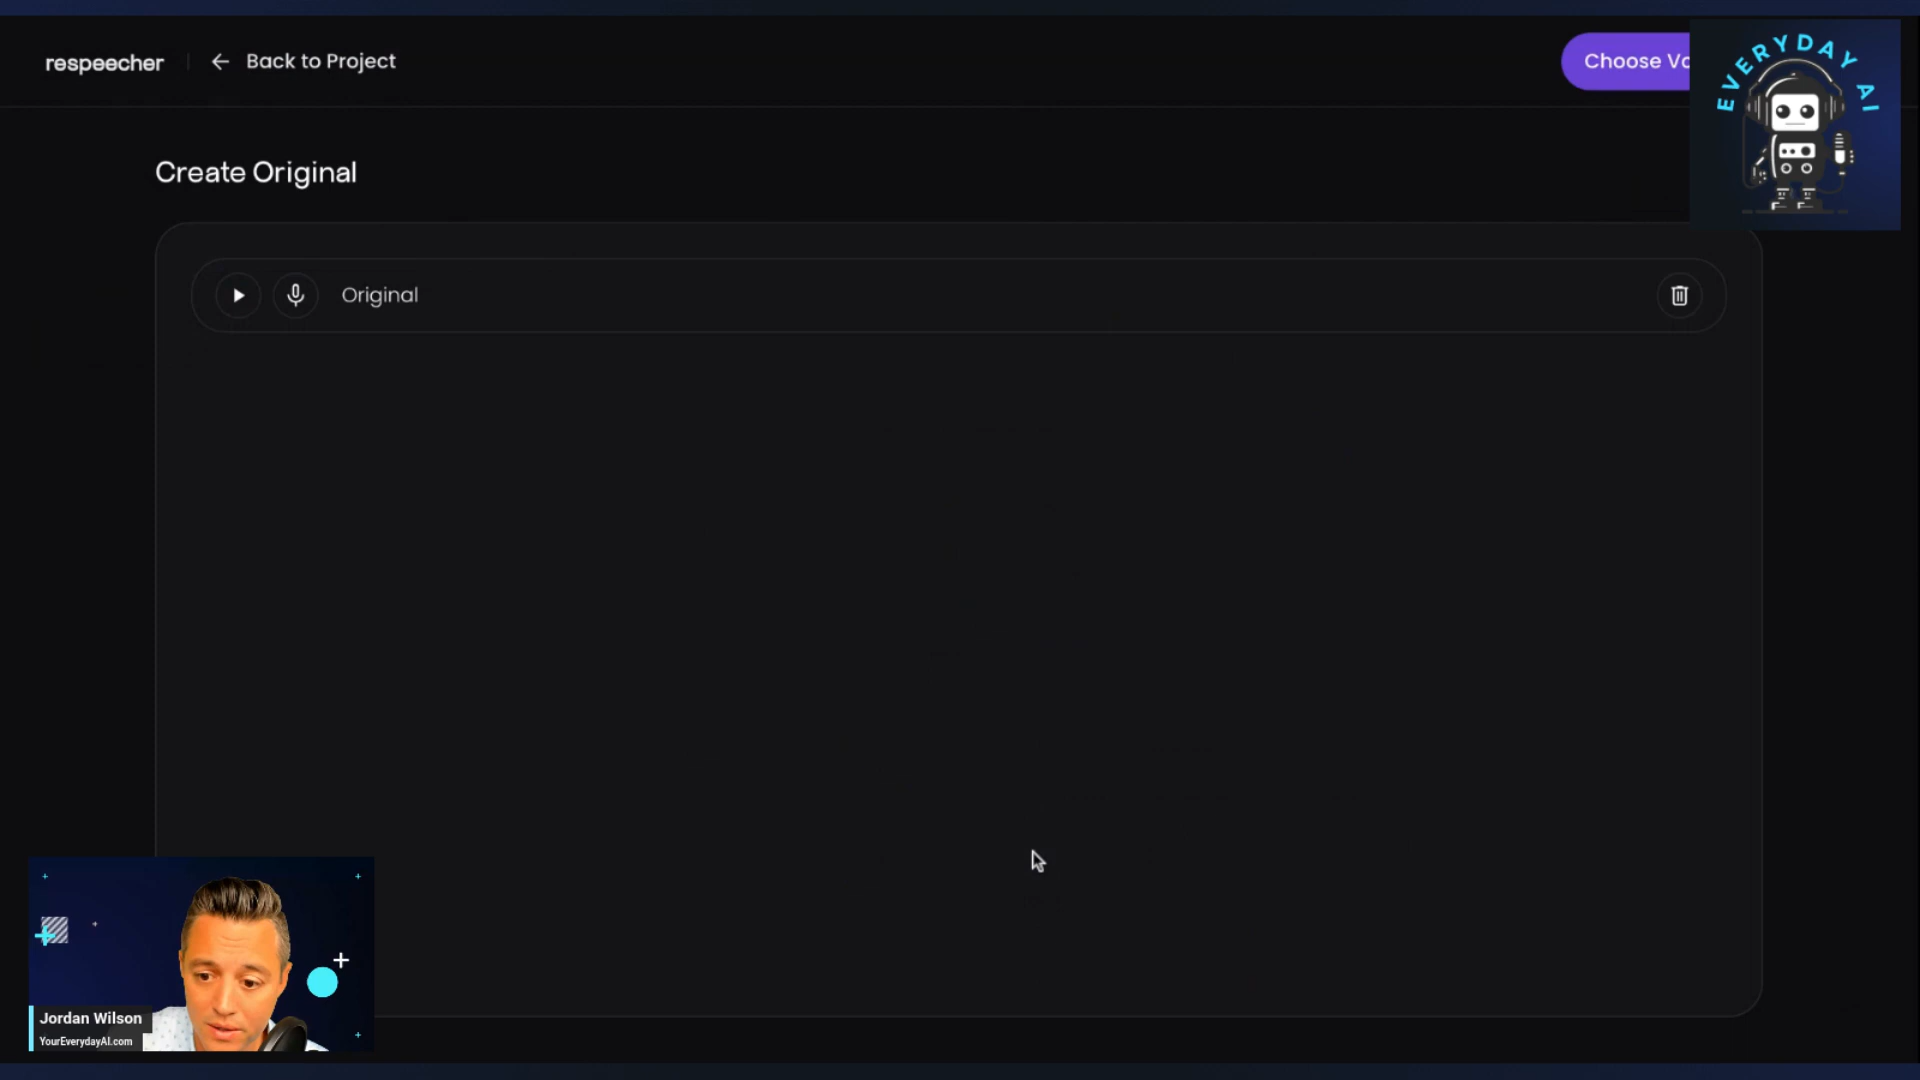 respeecher
Back to Project
Choose Vo
EVERYDAY AI
Create Original
Original
Jordan Wilson
YourEverydayAI.com